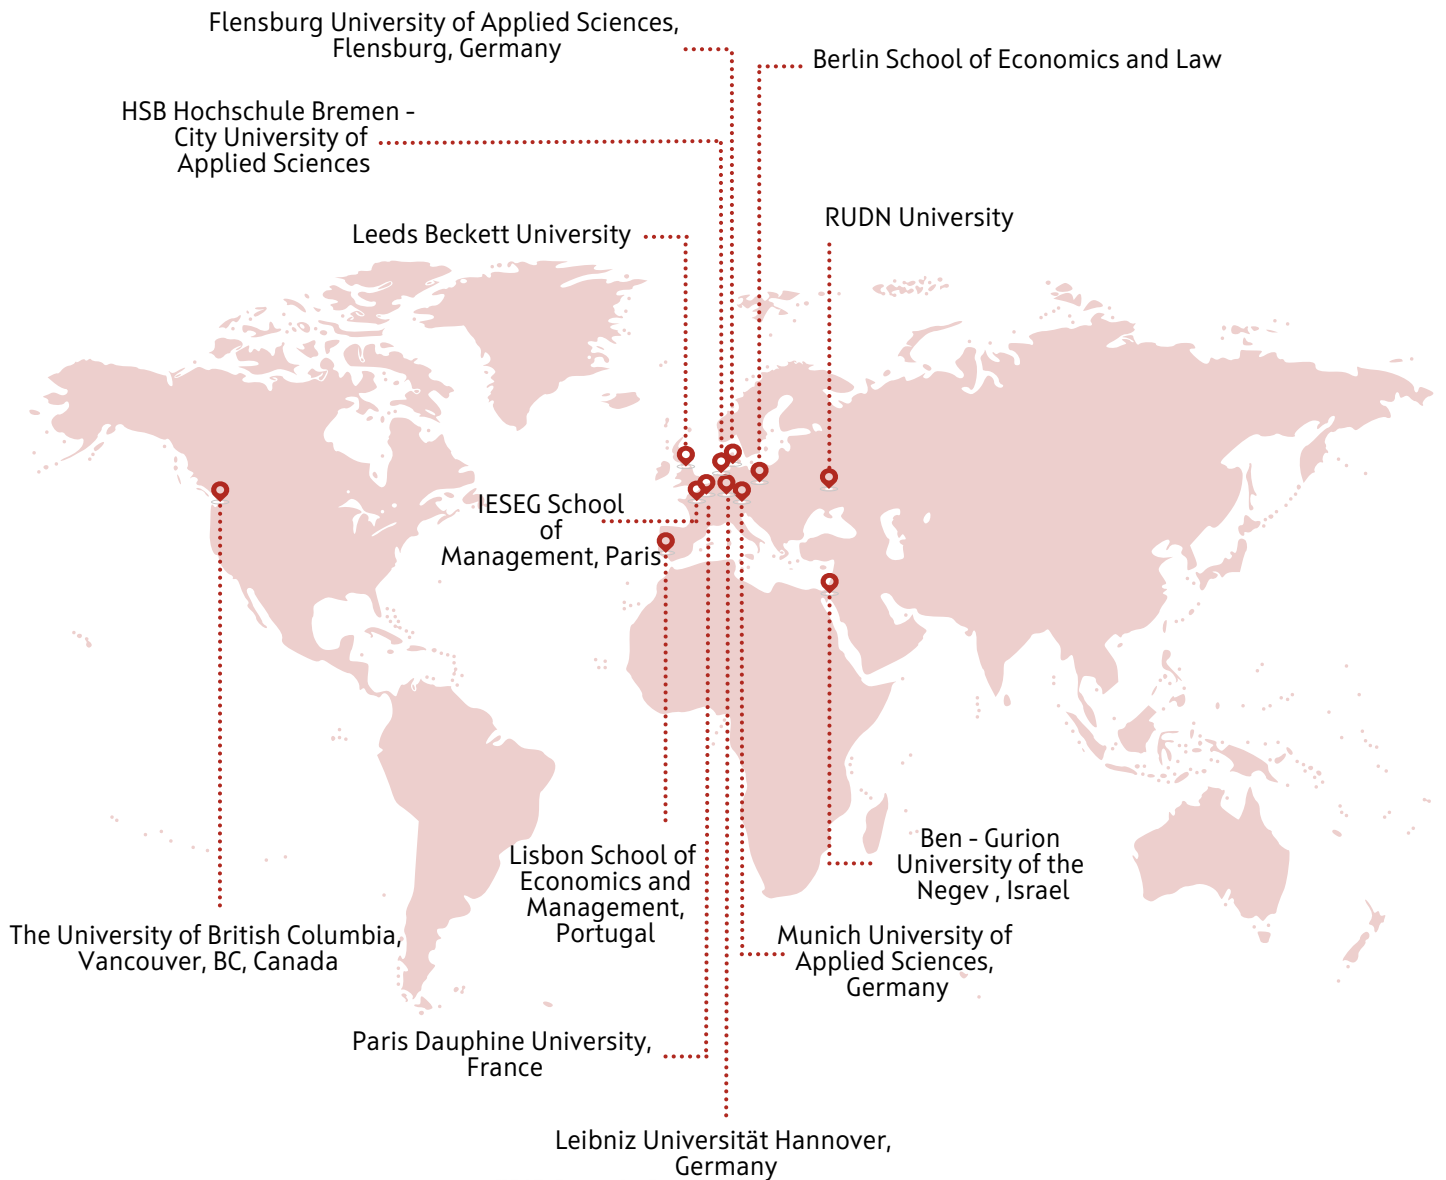 Flensburg University of Applied Sciences,
Flensburg, Germany
Berlin School of Economics and Law
HSB Hochschule Bremen -
City University of
Applied Sciences
RUDN University
Leeds Beckett University
IESEG School
of
Management, Paris
Ben - Gurion
University of the
Negev , Israel
Lisbon School of
Economics and
Management,
Portugal
The University of British Columbia,
Vancouver, BC, Canada
Munich University of
Applied Sciences,
Germany
Paris Dauphine University,
France
Leibniz Universität Hannover,
Germany